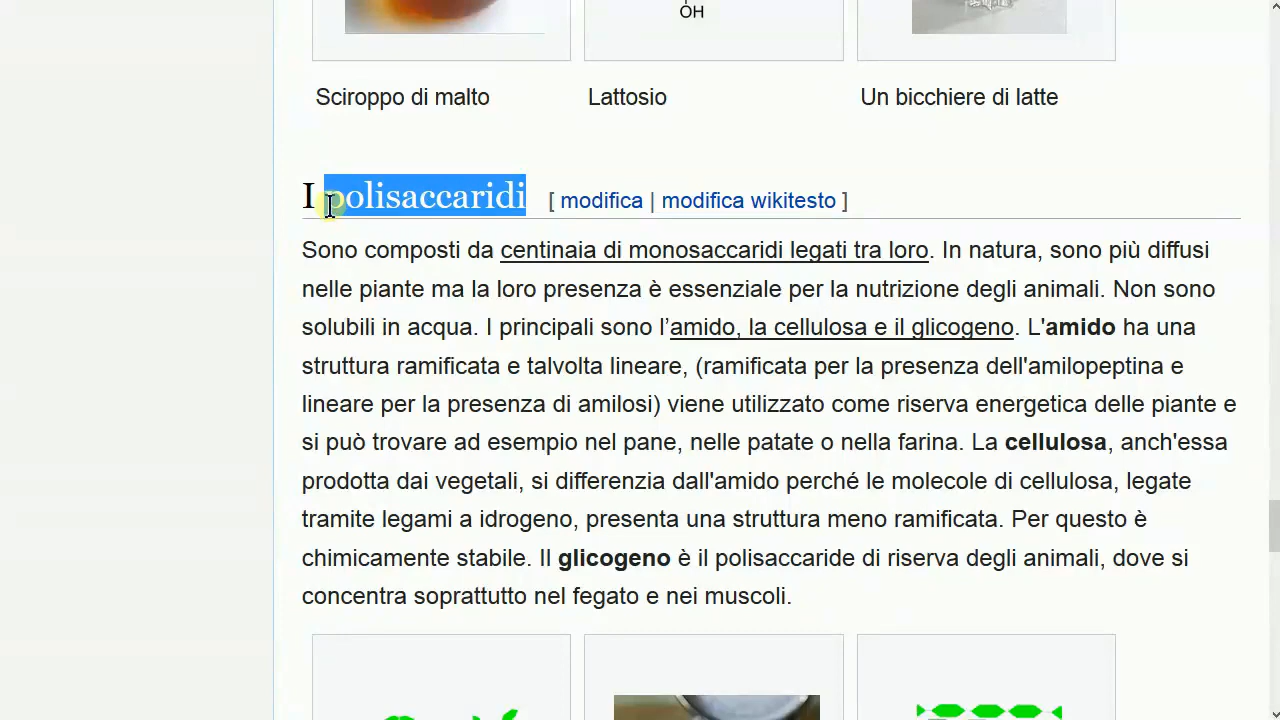 OH
Sciroppo di malto
Lattosio
Un bicchiere di latte
I polisaccaridi [ modifica | modifica wikitesto ]
Sono composti da centinaia di monosaccaridi legati tra loro. In natura, sono più diffusi
nelle piante ma la loro presenza è essenziale per la nutrizione degli animali. Non sono
solubili in acqua. I principali sono l’amido, la cellulosa e il glicogeno. L'amido ha una
struttura ramificata e talvolta lineare, (ramificata per la presenza dell'amilopeptina e
lineare per la presenza di amilosi) viene utilizzato come riserva energetica delle piante e
si può trovare ad esempio nel pane, nelle patate o nella farina. La cellulosa, anch'essa
prodotta dai vegetali, si differenzia dall'amido perché le molecole di cellulosa, legate
tramite legami a idrogeno, presenta una struttura meno ramificata. Per questo è
chimicamente stabile. Il glicogeno è il polisaccaride di riserva degli animali, dove si
concentra soprattutto nel fegato e nei muscoli.